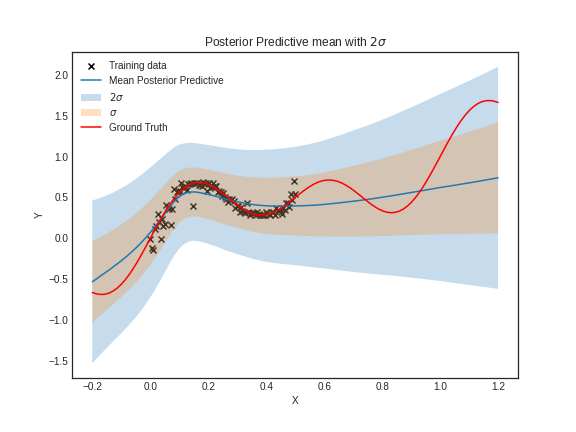 Posterior Predictive mean with 2σ
Training data
Mean Posterior Predictive
2σ
σ
Ground Truth
2.0
1.5
1.0
0.5
0.0
−0.5
−1.0
−1.5
Y
−0.2 0.0 0.2 0.4 0.6 0.8 1.0 1.2
X